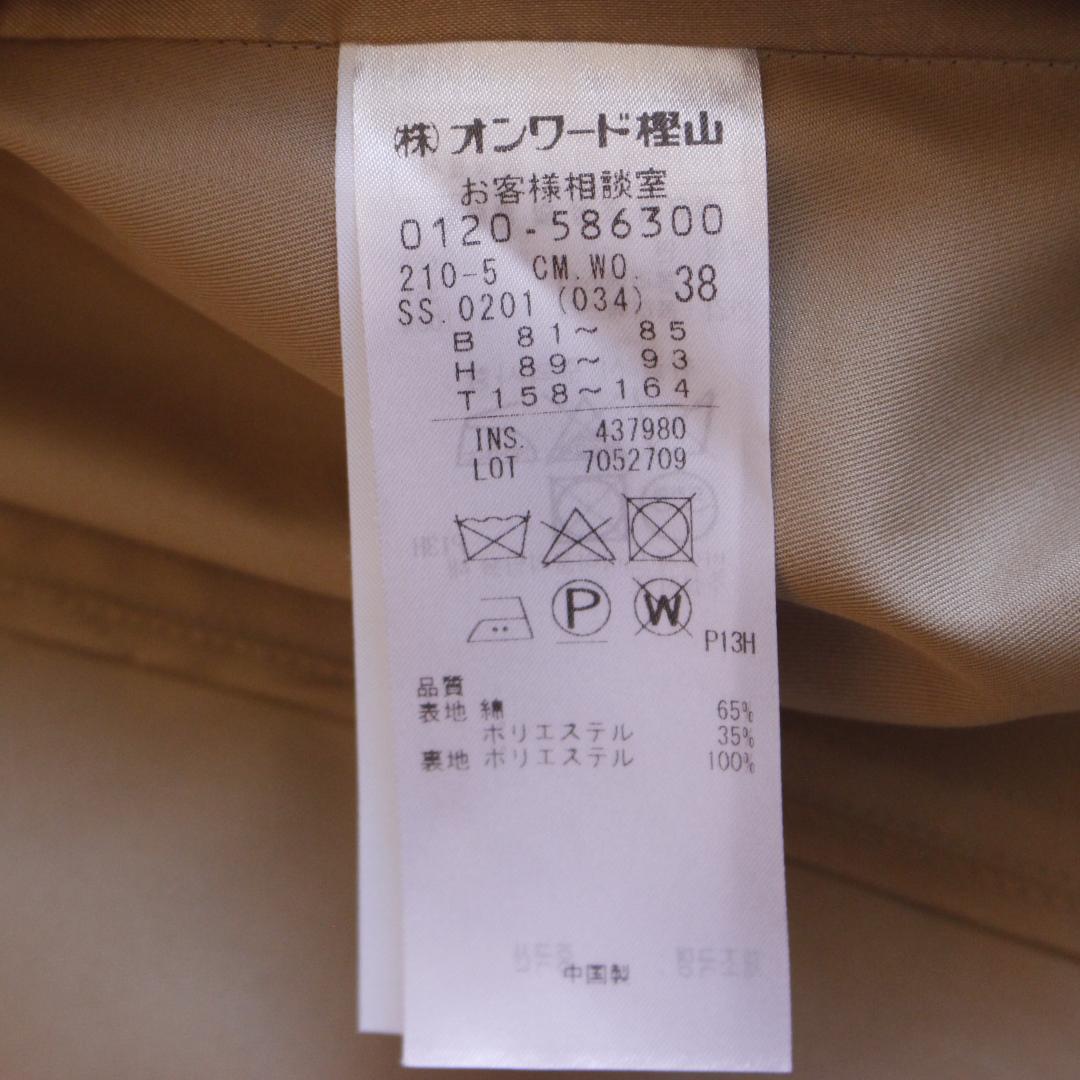 (株)オンワード樫山
お客様相談室
0120-586300
210-5 CM.WO. 38
SS.0201 (034)
B 81~ 85
H 89~ 93
T158~164
INS. 437980
LOT 7052709
P
W
P13H
品質
表地 綿 65%
ポリエステル 35%
裏地 ポリエステル 100%
中国製